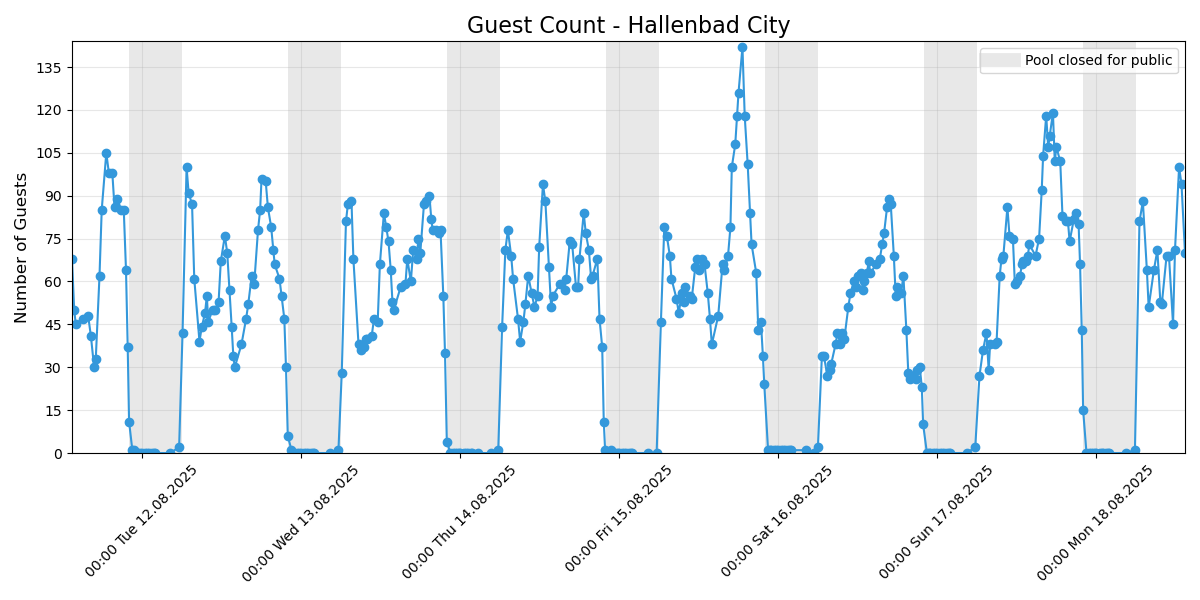 Guest Count - Hallenbad City
Pool closed for public
Number of Guests
135
120
105
90
75
60
45
30
15
0
00:00 Tue 12.08.2025
00:00 Wed 13.08.2025
00:00 Thu 14.08.2025
00:00 Fri 15.08.2025
00:00 Sat 16.08.2025
00:00 Sun 17.08.2025
00:00 Mon 18.08.2025